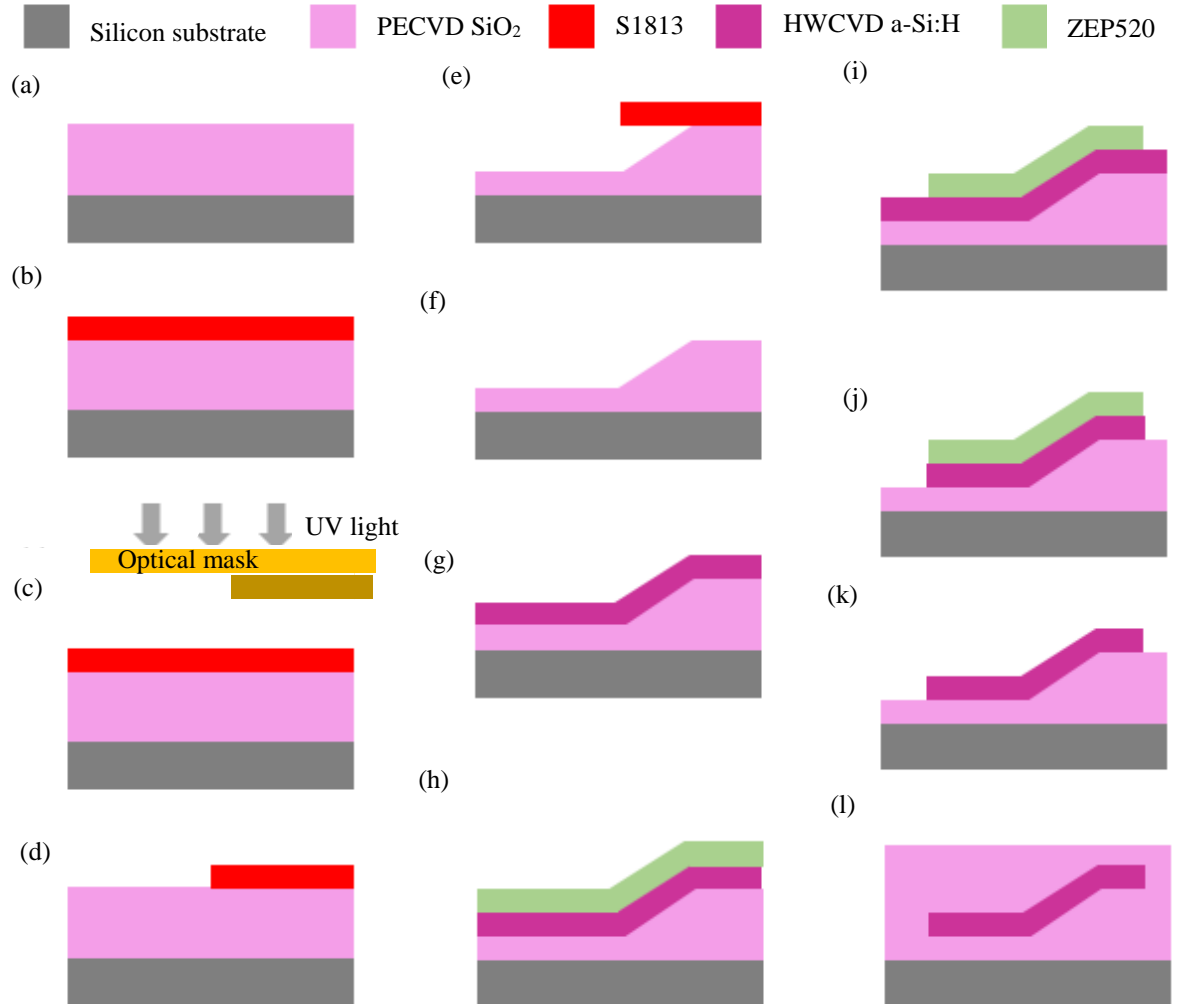 Silicon substrate
PECVD SiO₂
S1813
HWCVD a-Si:H
ZEP520
(a)
(b)
UV light
Optical mask
(c)
(d)
(e)
(f)
(g)
(h)
(i)
(j)
(k)
(l)